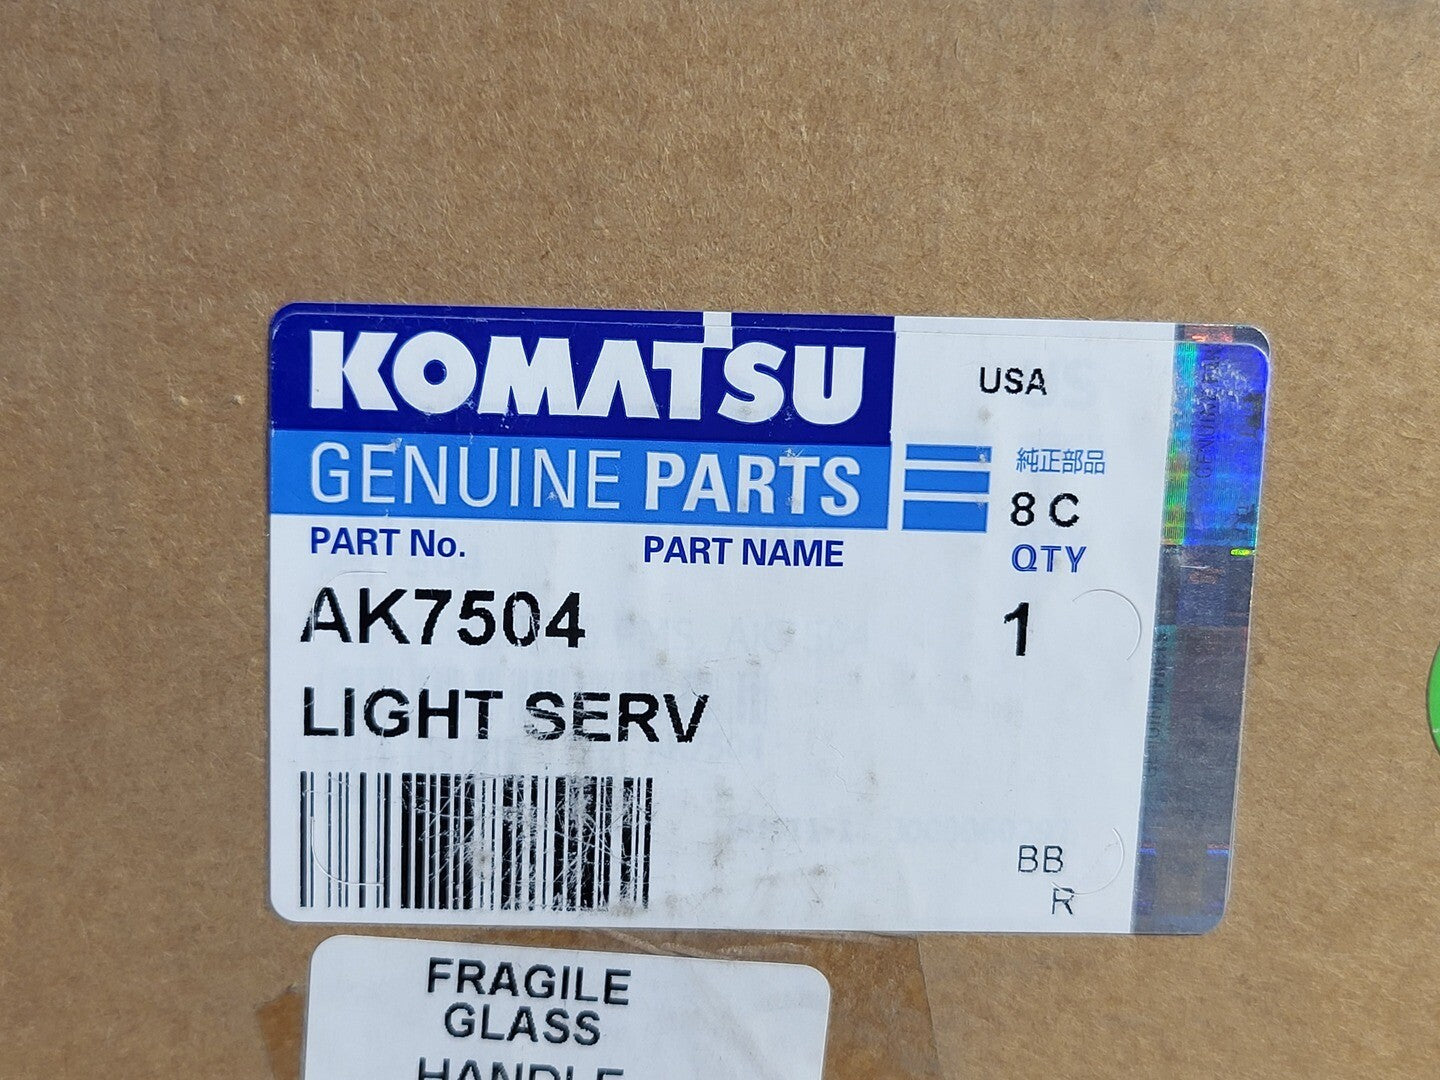 KOMATSU
USA
GENUINE PARTS
純正部品
8 C
PART No.
PART NAME
QTY
AK7504
1
LIGHT SERV
BB
R
FRAGILE
GLASS
HANDLE